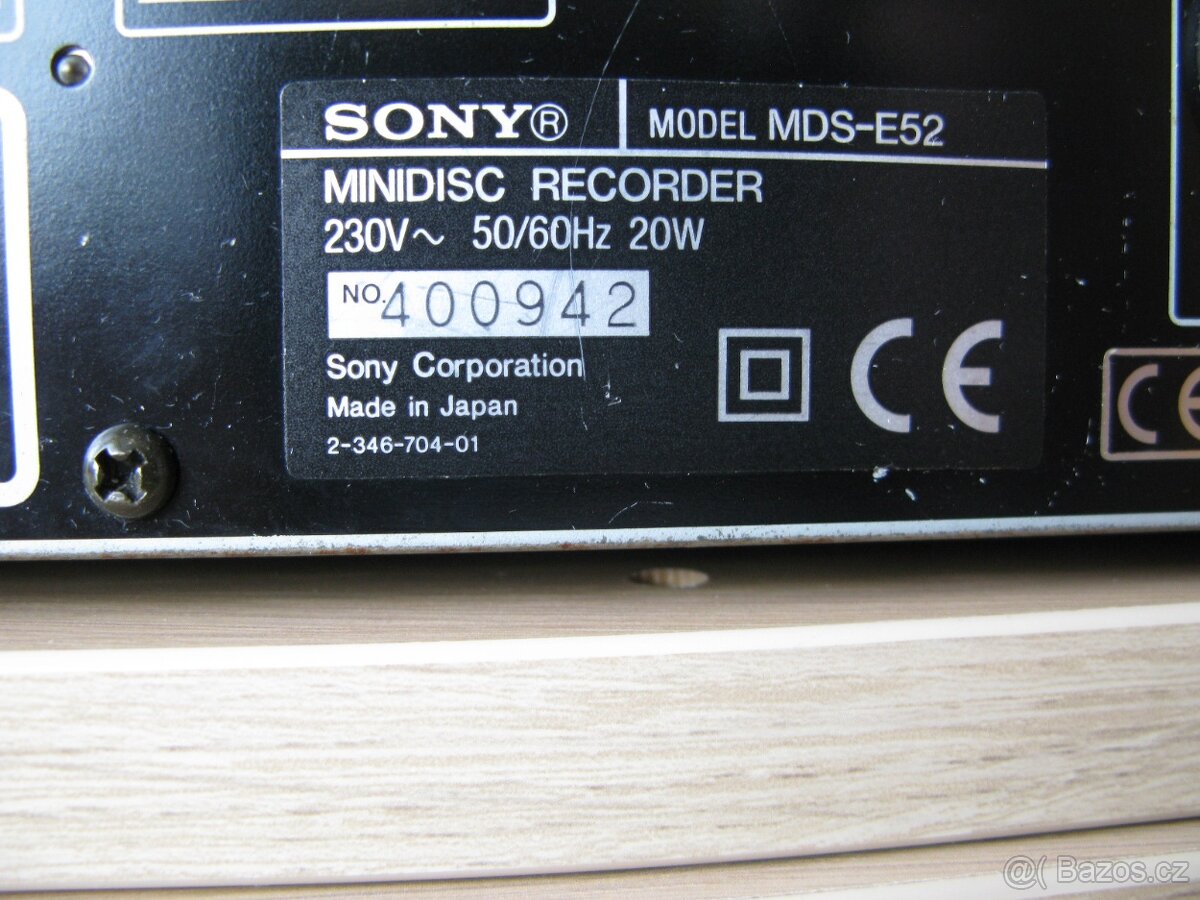 SONY® MODEL MDS-E52
MINIDISC RECORDER
230V～ 50/60Hz 20W
NO.400942
Sony Corporation
Made in Japan
2-346-704-01
CE
CE
@( Bazos.cz